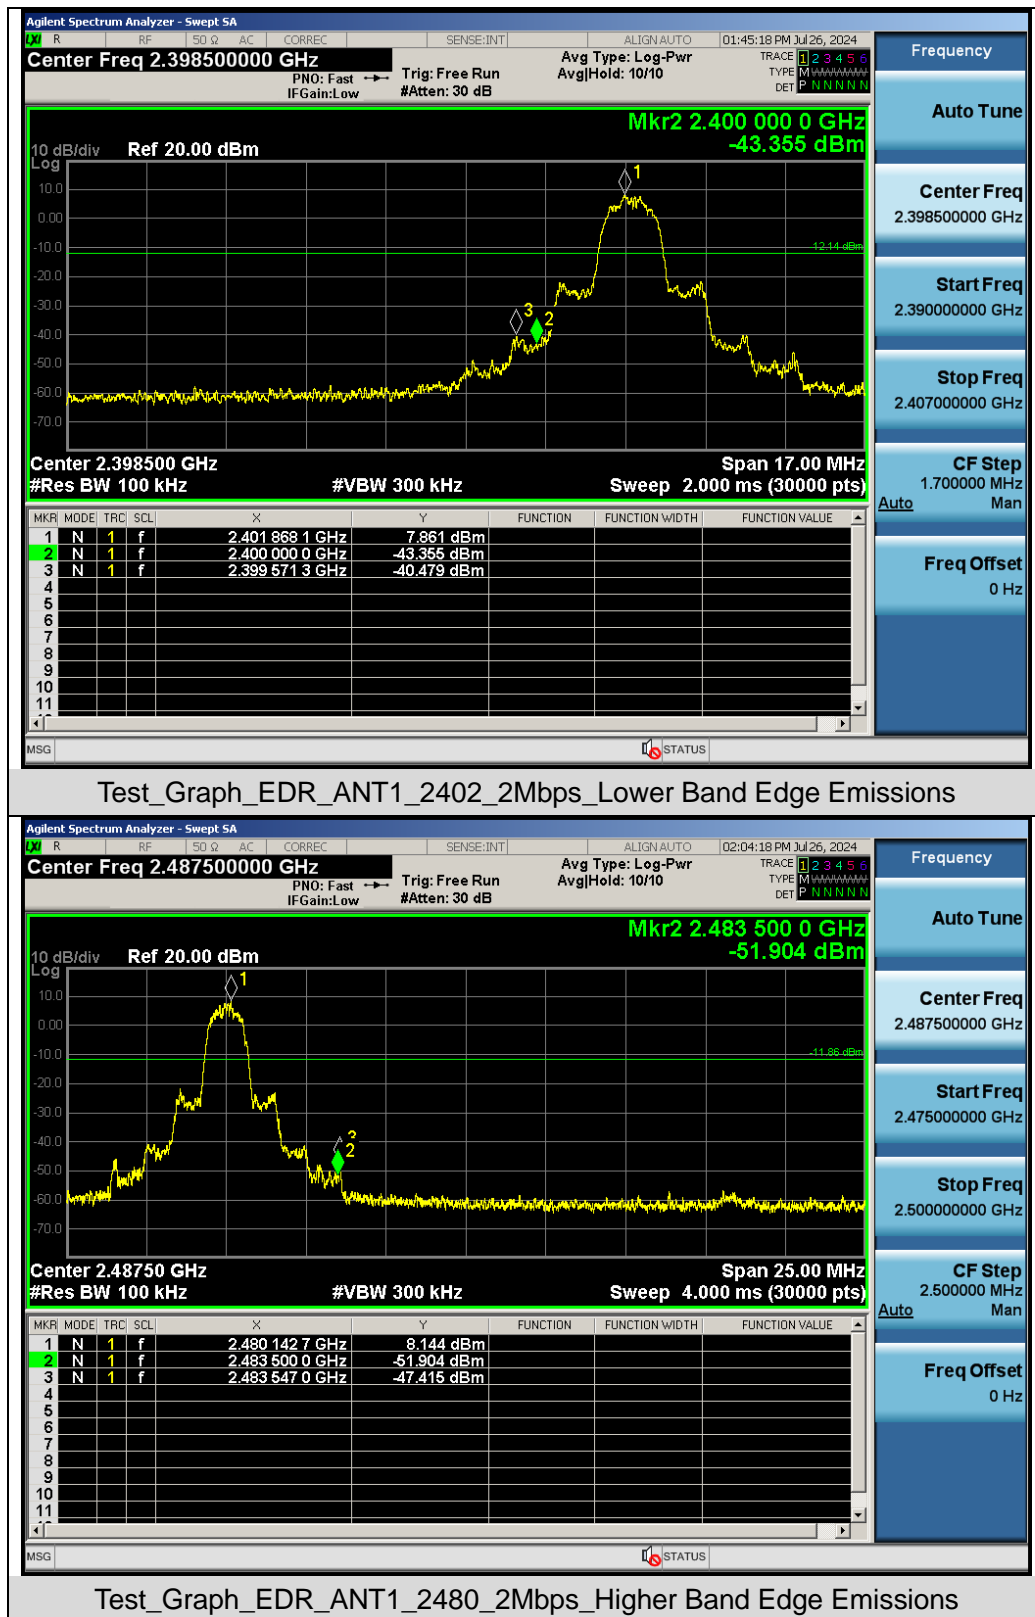 Agilent Spectrum Analyzer - Swept SA
LXI R RF 50 Ω AC CORREC SENSE:INT ALIGN AUTO 01:45:18 PM Jul 26, 2024
Center Freq 2.398500000 GHz
PNO: Fast
IFGain:Low
Trig: Free Run
#Atten: 30 dB
Avg Type: Log-Pwr
Avg|Hold: 10/10
TRACE 1 2 3 4 5 6
TYPE M WWWWW
DET P N N N N N
Mkr2 2.400 000 0 GHz
-43.355 dBm
10 dB/div Ref 20.00 dBm
Log
10.0
0.00
-10.0
-20.0
-30.0
-40.0
-50.0
-60.0
-70.0
1
-12.14 dBm
3
2
Center 2.398500 GHz Span 17.00 MHz
#Res BW 100 kHz #VBW 300 kHz Sweep 2.000 ms (30000 pts)
MKR MODE TRC SCL X Y FUNCTION FUNCTION WIDTH FUNCTION VALUE
1 N 1 f 2.401 868 1 GHz 7.861 dBm
2 N 1 f 2.400 000 0 GHz -43.355 dBm
3 N 1 f 2.399 571 3 GHz -40.479 dBm
4
5
6
7
8
9
10
11
MSG STATUS
Frequency
Auto Tune
Center Freq
2.398500000 GHz
Start Freq
2.390000000 GHz
Stop Freq
2.407000000 GHz
CF Step
1.700000 MHz
Auto Man
Freq Offset
0 Hz
Test_Graph_EDR_ANT1_2402_2Mbps_Lower Band Edge Emissions
Agilent Spectrum Analyzer - Swept SA
LXI R RF 50 Ω AC CORREC SENSE:INT ALIGN AUTO 02:04:18 PM Jul 26, 2024
Center Freq 2.487500000 GHz
PNO: Fast
IFGain:Low
Trig: Free Run
#Atten: 30 dB
Avg Type: Log-Pwr
Avg|Hold: 10/10
TRACE 1 2 3 4 5 6
TYPE M WWWWW
DET P N N N N N
Mkr2 2.483 500 0 GHz
-51.904 dBm
10 dB/div Ref 20.00 dBm
Log
10.0
0.00
-10.0
-20.0
-30.0
-40.0
-50.0
-60.0
-70.0
1
-11.86 dBm
3
2
Center 2.48750 GHz Span 25.00 MHz
#Res BW 100 kHz #VBW 300 kHz Sweep 4.000 ms (30000 pts)
MKR MODE TRC SCL X Y FUNCTION FUNCTION WIDTH FUNCTION VALUE
1 N 1 f 2.480 142 7 GHz 8.144 dBm
2 N 1 f 2.483 500 0 GHz -51.904 dBm
3 N 1 f 2.483 547 0 GHz -47.415 dBm
4
5
6
7
8
9
10
11
MSG STATUS
Frequency
Auto Tune
Center Freq
2.487500000 GHz
Start Freq
2.475000000 GHz
Stop Freq
2.500000000 GHz
CF Step
2.500000 MHz
Auto Man
Freq Offset
0 Hz
Test_Graph_EDR_ANT1_2480_2Mbps_Higher Band Edge Emissions